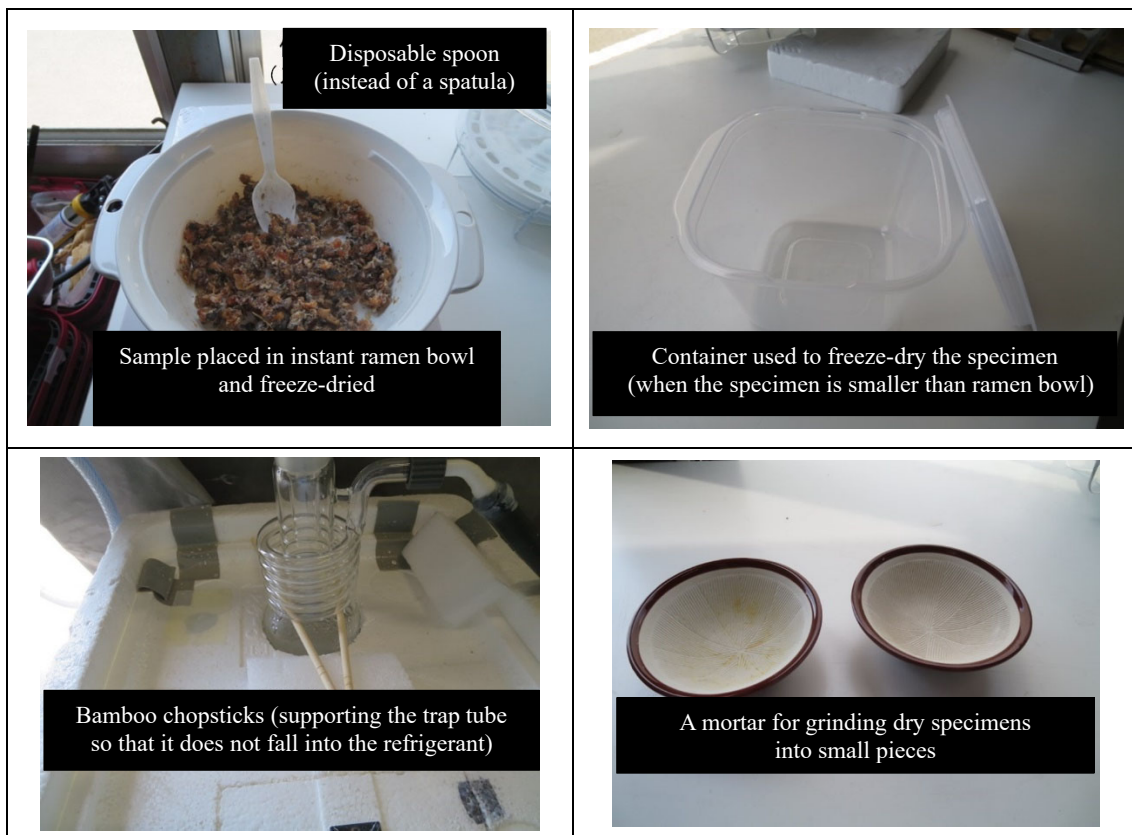 Disposable spoon
(instead of a spatula)
Sample placed in instant ramen bowl
and freeze-dried
Container used to freeze-dry the specimen
(when the specimen is smaller than ramen bowl)
Bamboo chopsticks (supporting the trap tube
so that it does not fall into the refrigerant)
A mortar for grinding dry specimens
into small pieces